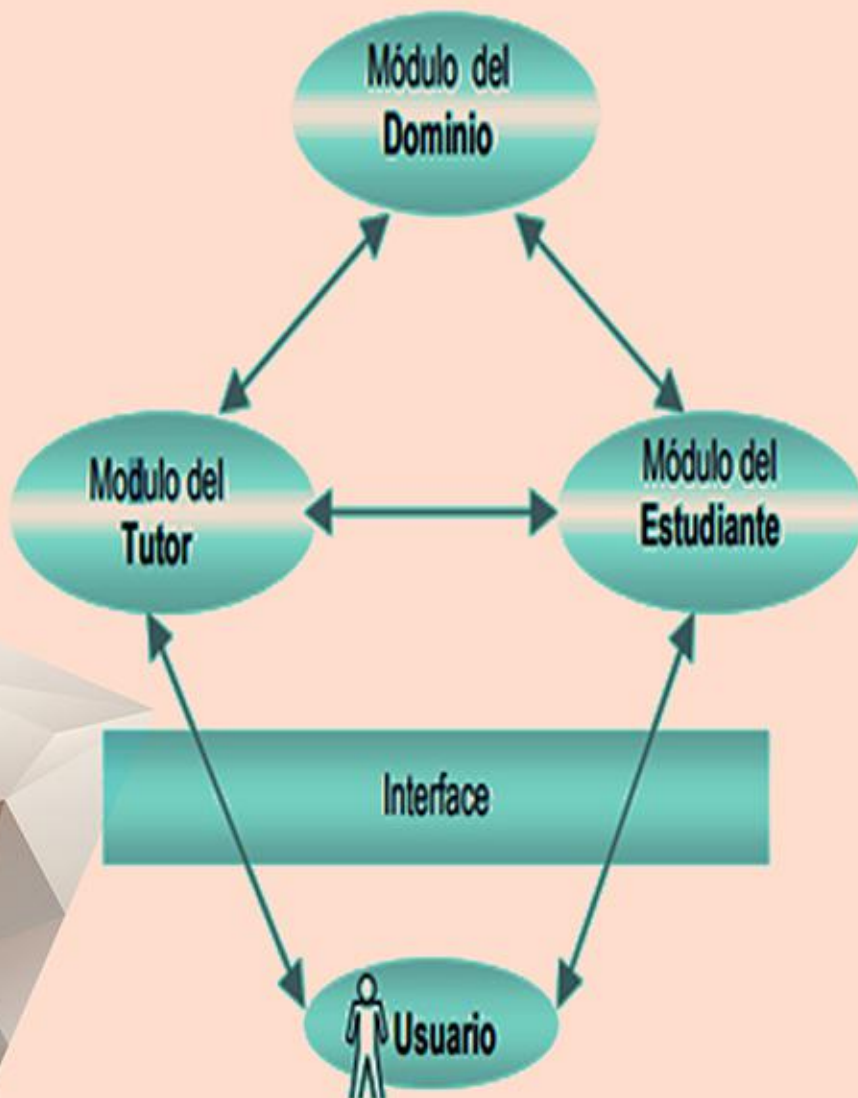 Módulo del
Dominio
Modulo del
Tutor
Módulo del
Estudiante
Interface
Usuario